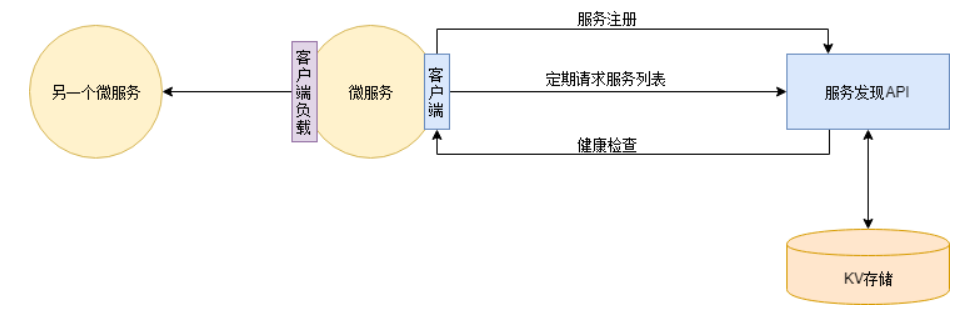 服务注册
另一个微服务
客户端负载
微服务
客户端
定期请求服务列表
服务发现API
健康检查
KV存储